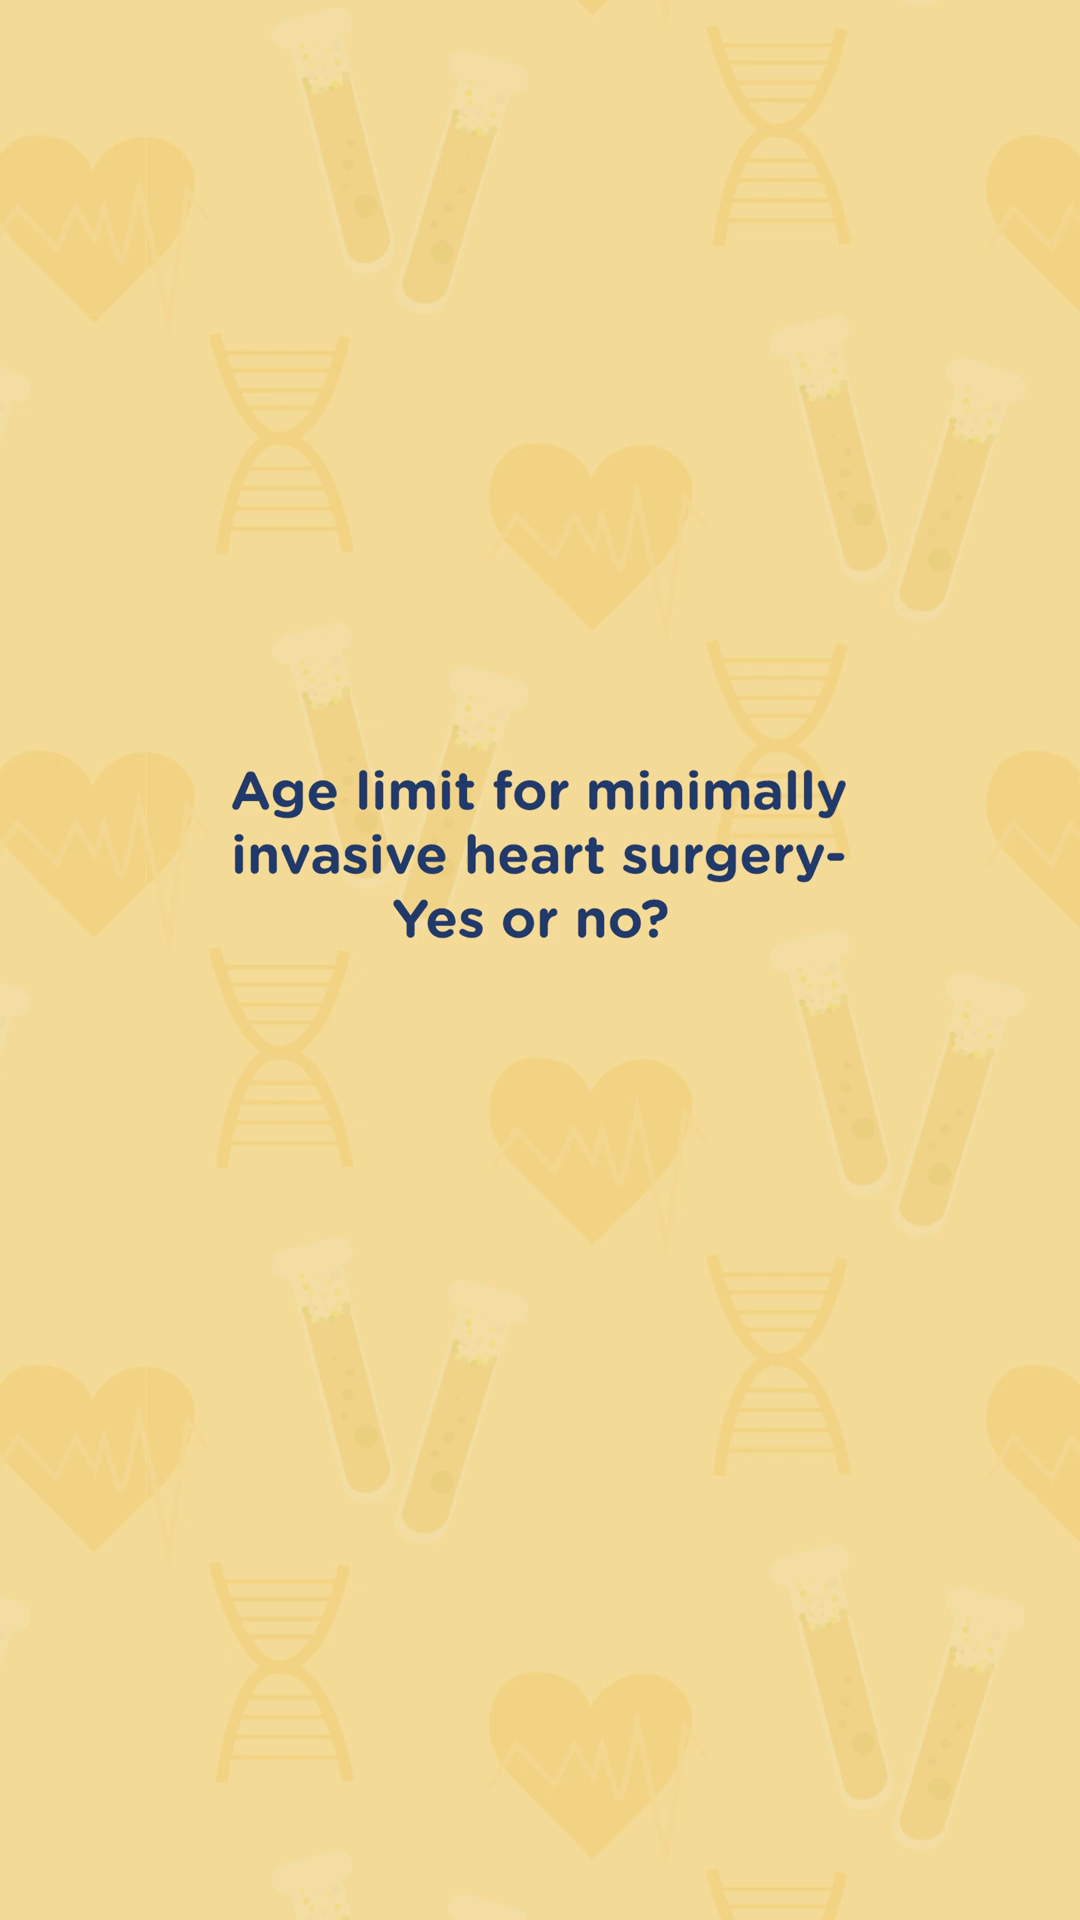 Age limit for minimally
invasive heart surgery-
Yes or no?